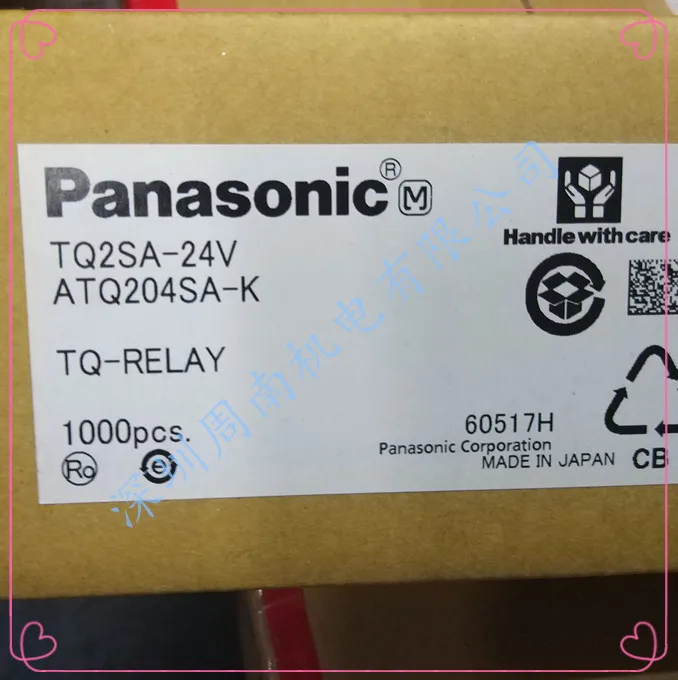 Panasonic® M
Handle with care
TQ2SA-24V
ATQ204SA-K
TQ-RELAY
1000pcs.
60517H
Panasonic Corporation
MADE IN JAPAN
CB
Ro
e
深圳周南机电有限公司